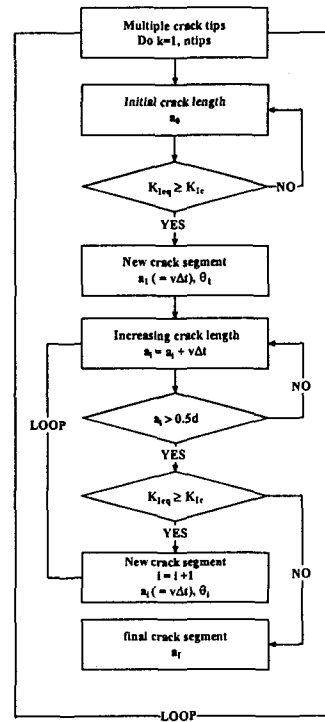 Multiple crack tips
Do k=1, ntips
Initial crack length
a₀
K_Ieq ≥ K_Ic
NO
YES
New crack segment
a₁ ( = vΔt), θ₁
Increasing crack length
aᵢ = aᵢ + vΔt
NO
LOOP
aᵢ > 0.5d
YES
K_Ieq ≥ K_Ic
YES
New crack segment
i = i +1
aᵢ ( = vΔt), θᵢ
NO
final crack segment
a_f
LOOP